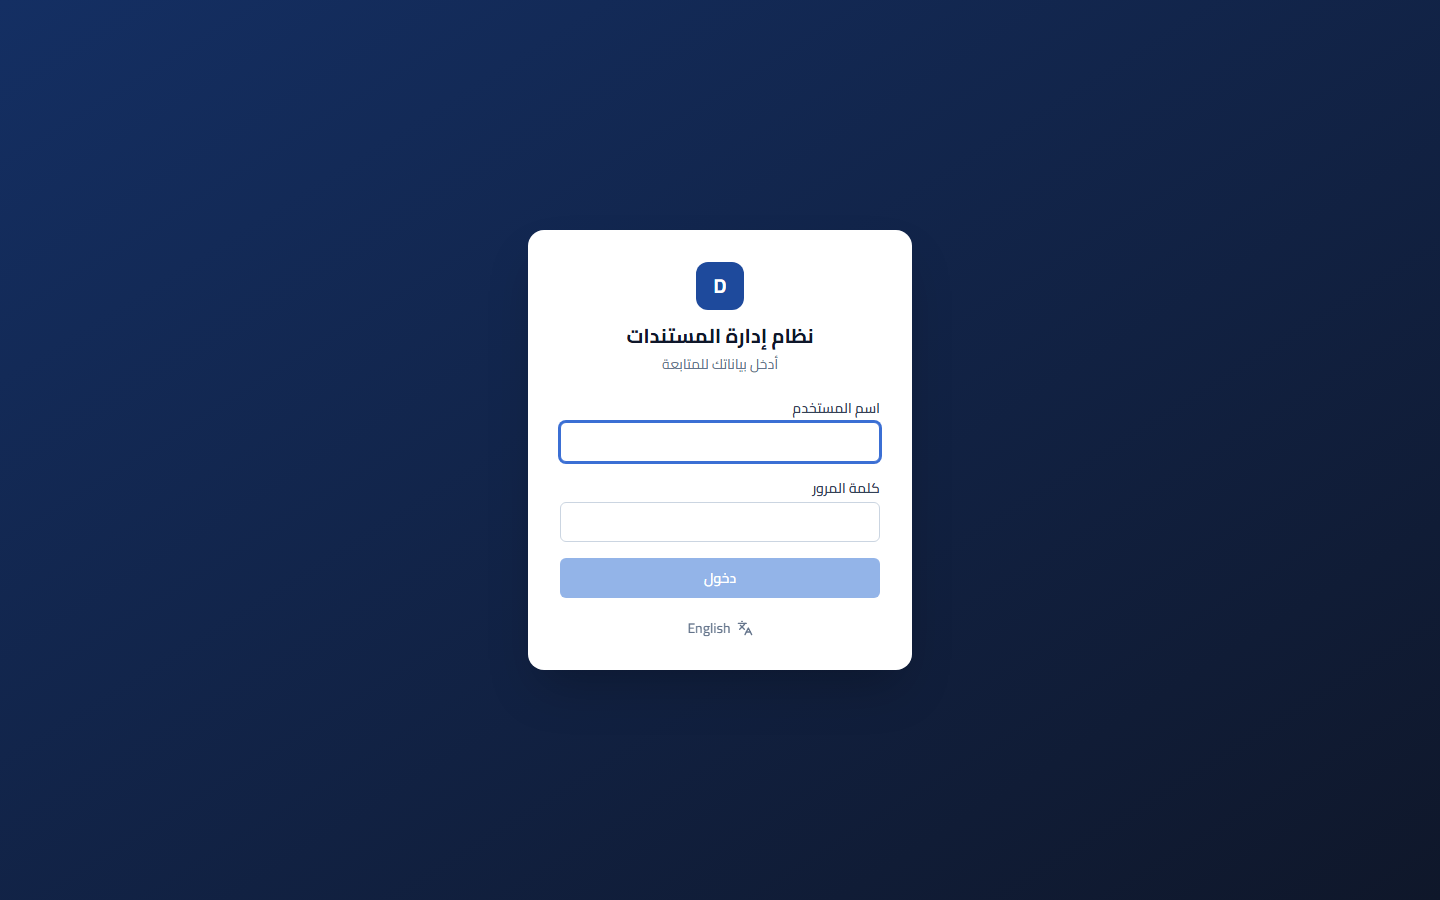 D
نظام إدارة المستندات
أدخل بياناتك للمتابعة
اسم المستخدم
كلمة المرور
دخول
English